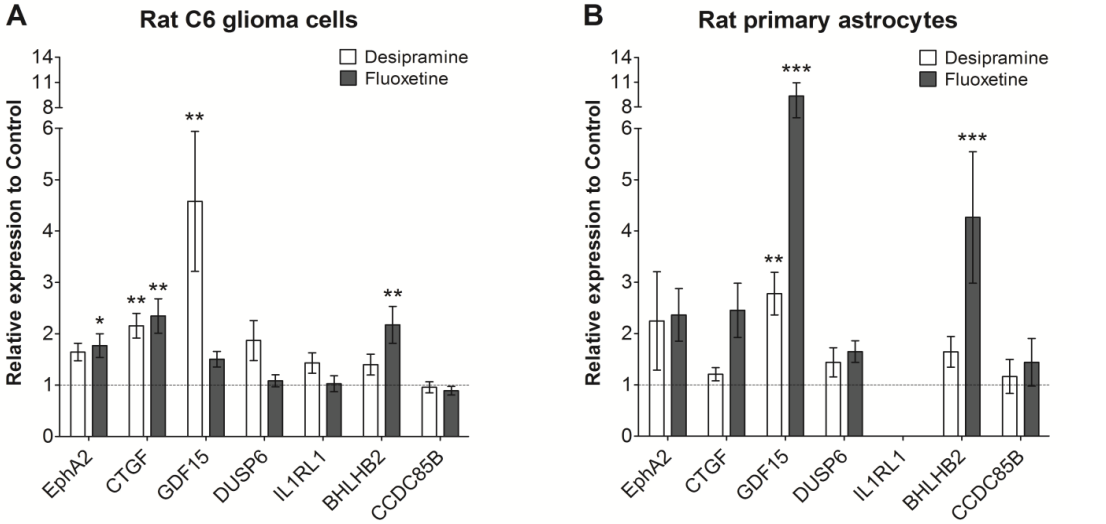 A
Rat C6 glioma cells
Relative expression to Control
14
11
8
6
5
4
3
2
1
0
Desipramine
Fluoxetine
*
**
**
**
**
EphA2
CTGF
GDF15
DUSP6
IL1RL1
BHLHB2
CCDC85B
B
Rat primary astrocytes
Relative expression to Control
14
11
8
6
5
4
3
2
1
0
Desipramine
Fluoxetine
**
***
***
EphA2
CTGF
GDF15
DUSP6
IL1RL1
BHLHB2
CCDC85B